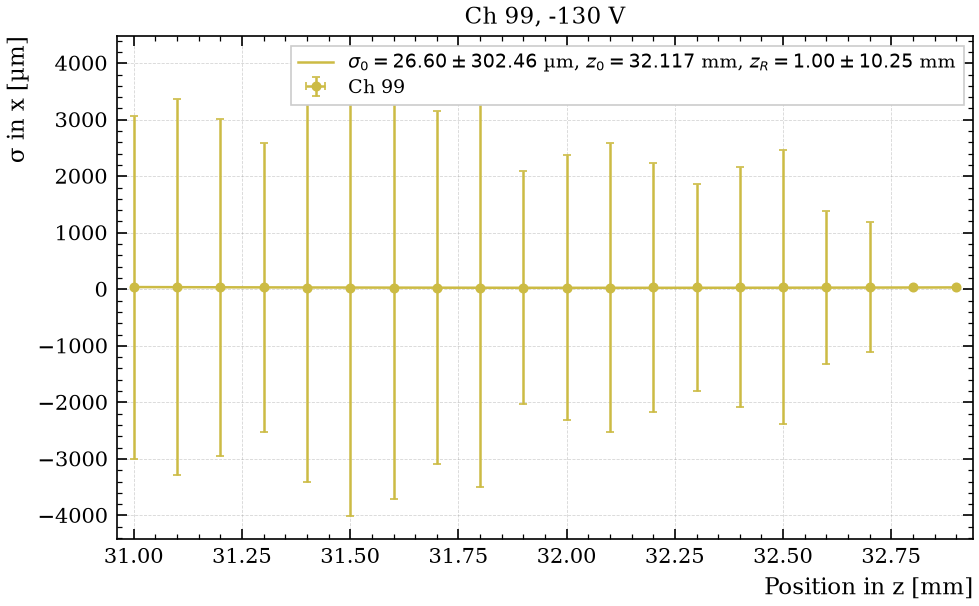 Ch 99, -130 V
σ in x [µm]
σ₀ = 26.60 ± 302.46 µm, z₀ = 32.117 mm, z_R = 1.00 ± 10.25 mm
Ch 99
4000
3000
2000
1000
0
−1000
−2000
−3000
−4000
31.00 31.25 31.50 31.75 32.00 32.25 32.50 32.75
Position in z [mm]